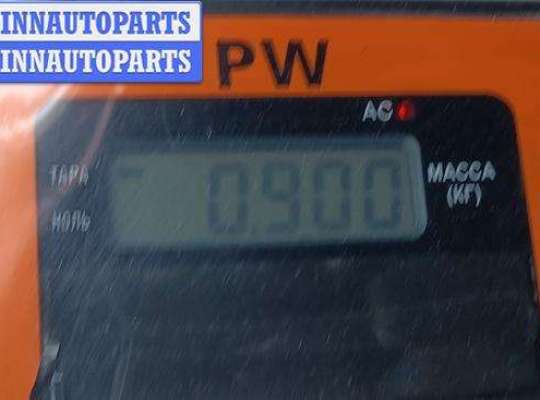 INNAUTOPARTS
INNAUTOPARTS
PW
AC
ТАРА
0.900
МАССА
(КГ)
НОЛЬ